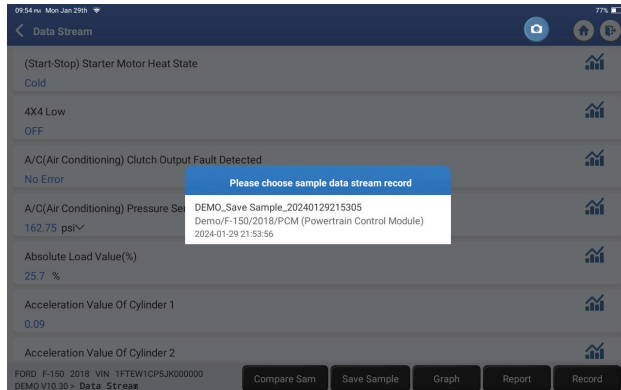 09:54 PM Mon Jan 29th
77%
Data Stream
(Start-Stop) Starter Motor Heat State
Cold
4X4 Low
OFF
A/C(Air Conditioning) Clutch Output Fault Detected
No Error
Please choose sample data stream record
A/C(Air Conditioning) Pressure Sen
DEMO_Save Sample_20240129215305
Demo/F-150/2018/PCM (Powertrain Control Module)
2024-01-29 21:53:56
162.75 psi
Absolute Load Value(%)
25.7 %
Acceleration Value Of Cylinder 1
0.09
Acceleration Value Of Cylinder 2
FORD F-150 2018 VIN 1FTEW1CP5JK000000
DEMO V10.30 > Data Stream
Compare Sam
Save Sample
Graph
Report
Record